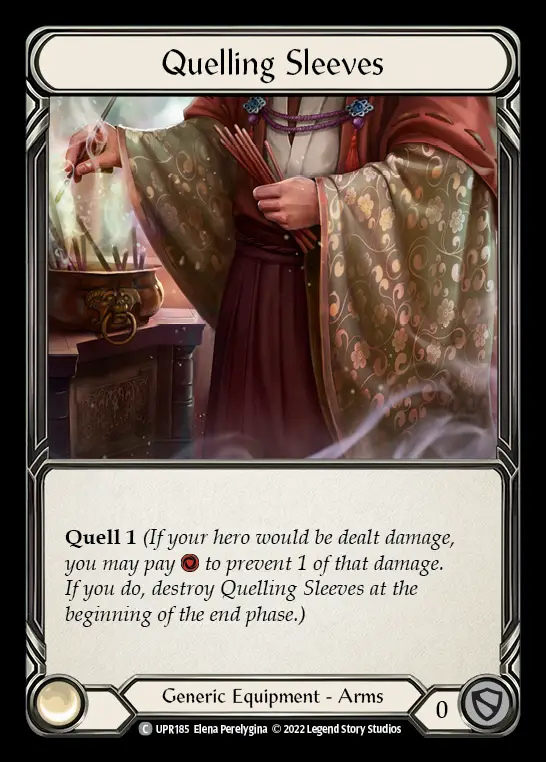 Quelling Sleeves
Quell 1 (If your hero would be dealt damage,
you may pay to prevent 1 of that damage.
If you do, destroy Quelling Sleeves at the
beginning of the end phase.)
Generic Equipment - Arms
0
C UPR185 Elena Perelygina © 2022 Legend Story Studios